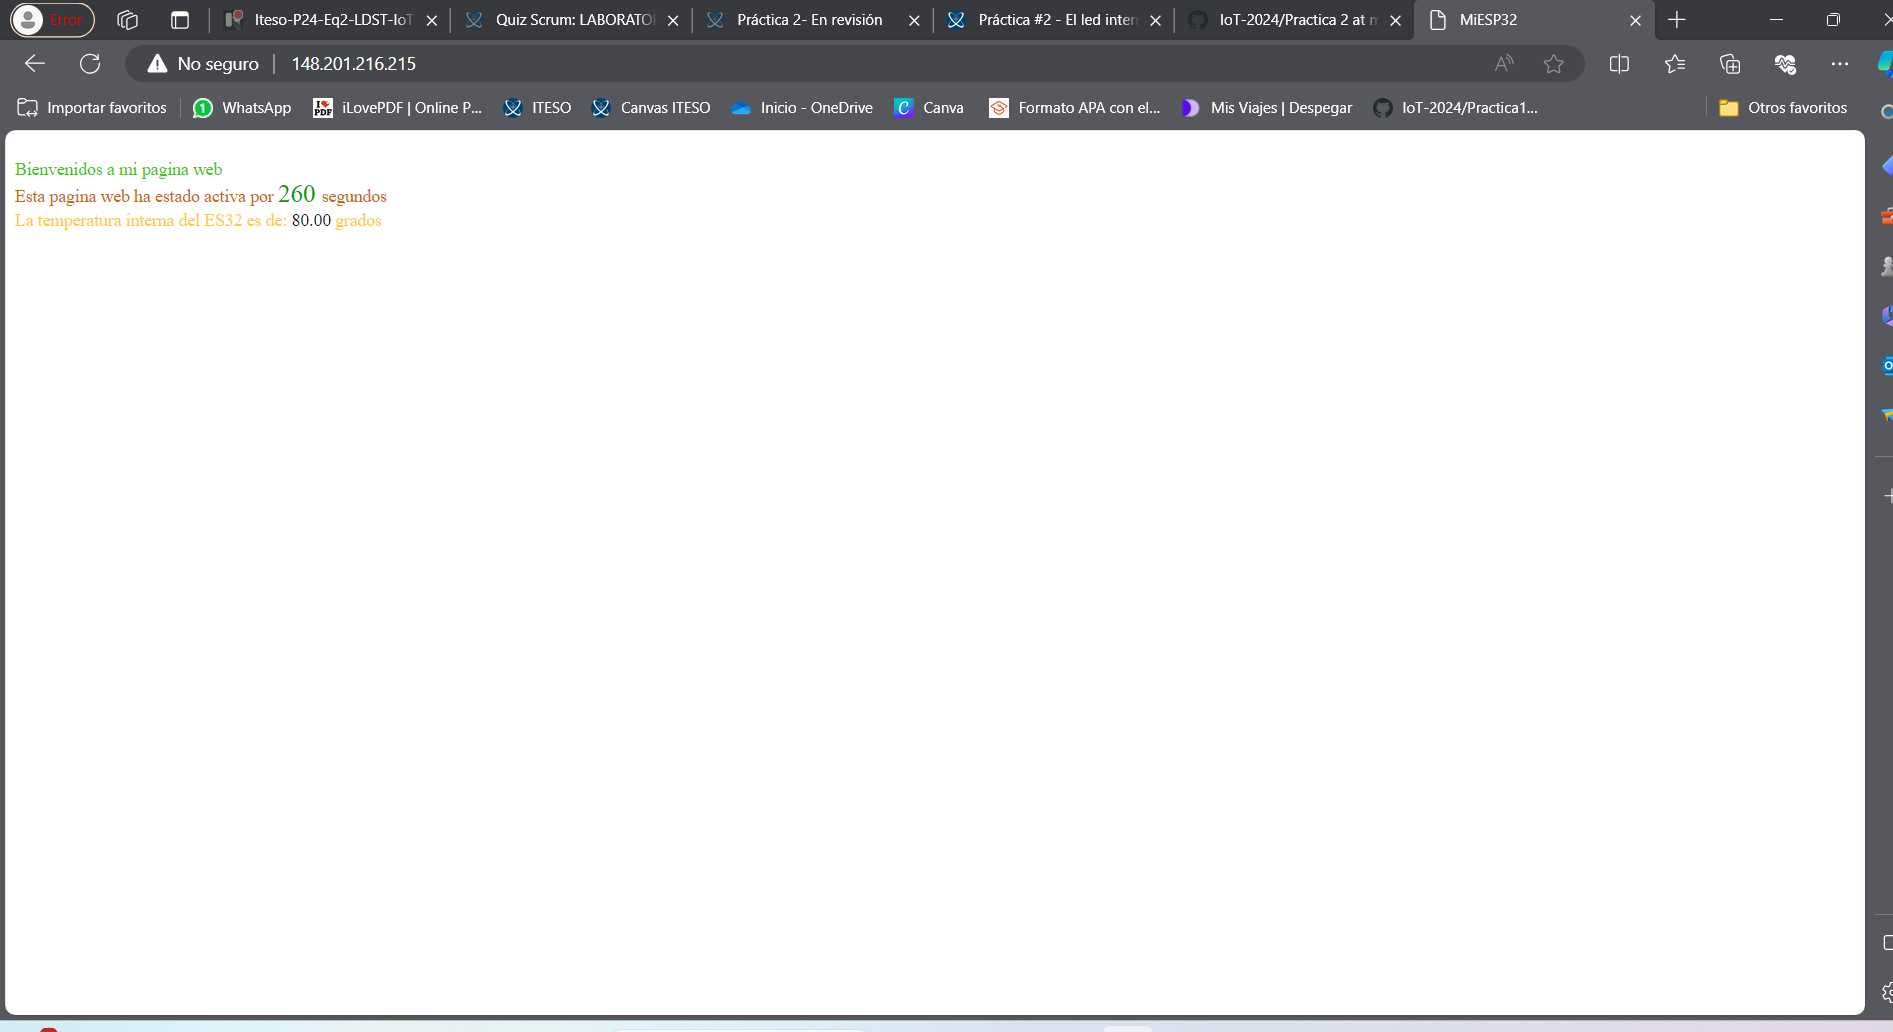 Error
Iteso-P24-Eq2-LDST-IoT
Quiz Scrum: LABORATO
Práctica 2- En revisión
Práctica #2 - El led inter
IoT-2024/Practica 2 at
MiESP32
No seguro
148.201.216.215
Importar favoritos
WhatsApp
iLovePDF | Online P...
ITESO
Canvas ITESO
Inicio - OneDrive
Canva
Formato APA con el...
Mis Viajes | Despegar
IoT-2024/Practica1...
Otros favoritos
Bienvenidos a mi pagina web
Esta pagina web ha estado activa por 260 segundos
La temperatura interna del ES32 es de: 80.00 grados